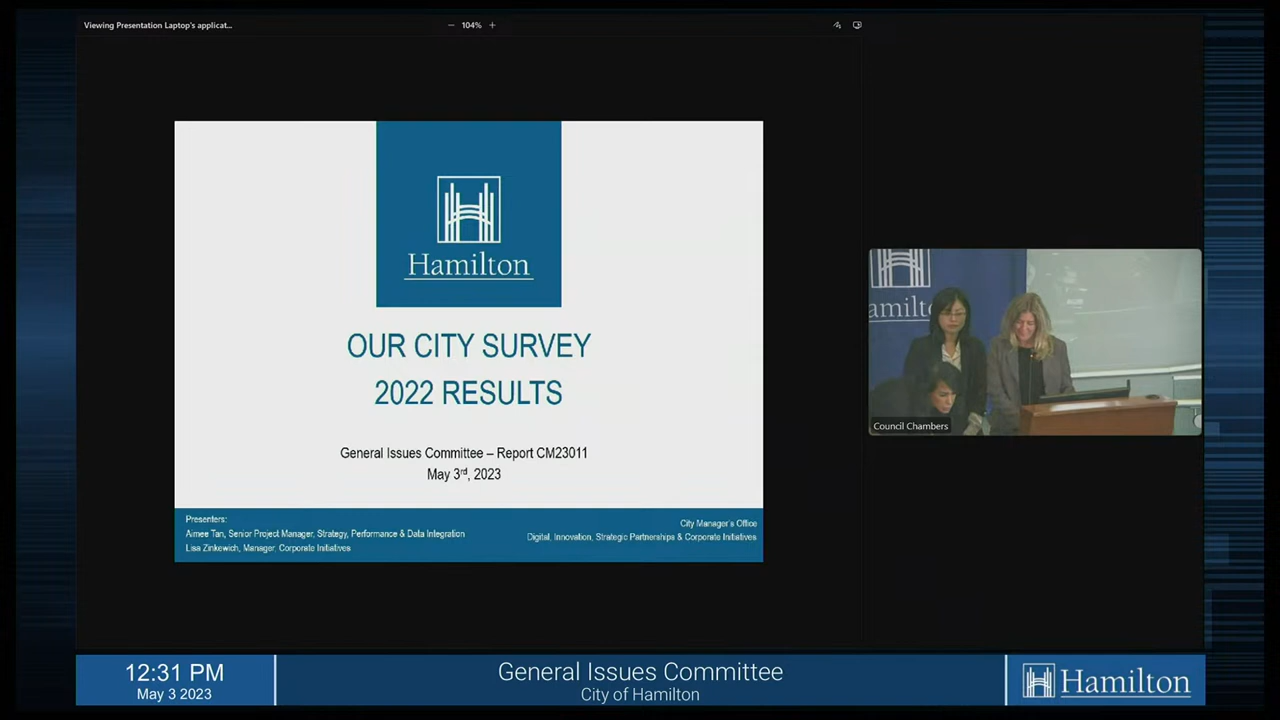 Viewing Presentation Laptop's applicat...
— 104% +
Hamilton
OUR CITY SURVEY
2022 RESULTS
General Issues Committee – Report CM23011
May 3rd, 2023
Presenters:
Aimee Tan, Senior Project Manager, Strategy, Performance & Data Integration
Lisa Zinkewich, Manager, Corporate Initiatives
City Manager's Office
Digital, Innovation, Strategic Partnerships & Corporate Initiatives
amilton
Council Chambers
12:31 PM
May 3 2023
General Issues Committee
City of Hamilton
Hamilton